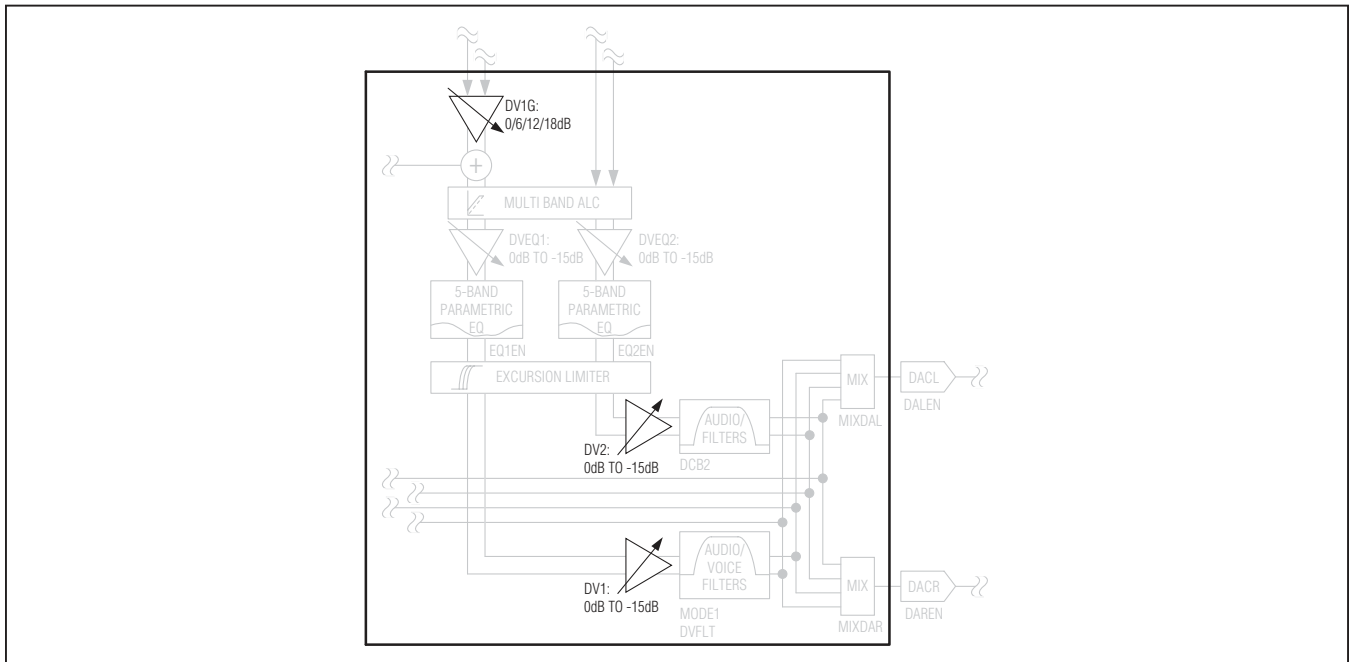 DV1G:
0/6/12/18dB
+
MULTI BAND ALC
DVEQ1:
0dB TO -15dB
DVEQ2:
0dB TO -15dB
5-BAND
PARAMETRIC
EQ
5-BAND
PARAMETRIC
EQ
EQ1EN
EQ2EN
EXCURSION LIMITER
MIX
DACL
DALEN
MIXDAL
AUDIO/
FILTERS
DV2:
0dB TO -15dB
DCB2
AUDIO/
VOICE
FILTERS
DV1:
0dB TO -15dB
MODE1
DVFLT
MIX
DACR
DAREN
MIXDAR